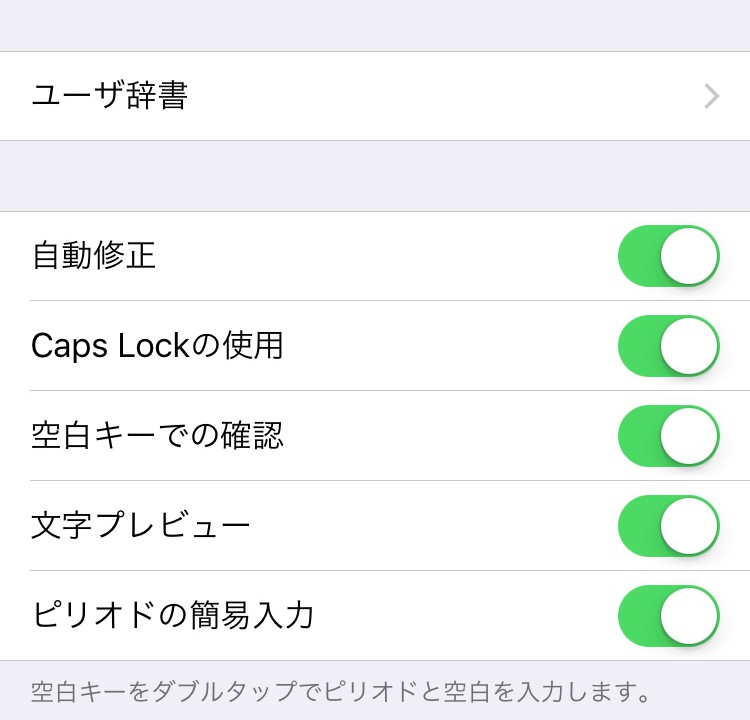 ユーザ辞書
自動修正
Caps Lockの使用
空白キーでの確認
文字プレビュー
ピリオドの簡易入力
空白キーをダブルタップでピリオドと空白を入力します。